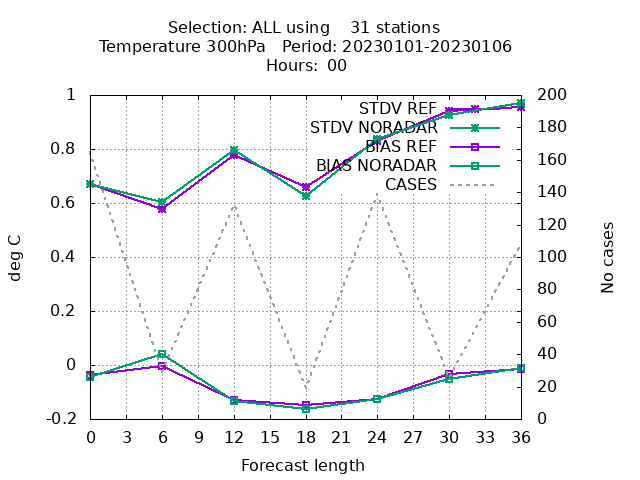 Selection: ALL using    31 stations
Temperature 300hPa   Period: 20230101-20230106
Hours:  00
STDV REF
STDV NORADAR
BIAS REF
BIAS NORADAR
CASES
1
0.8
0.6
0.4
0.2
0
-0.2
deg C
200
180
160
140
120
100
80
60
40
20
0
No cases
0 3 6 9 12 15 18 21 24 27 30 33 36
Forecast length